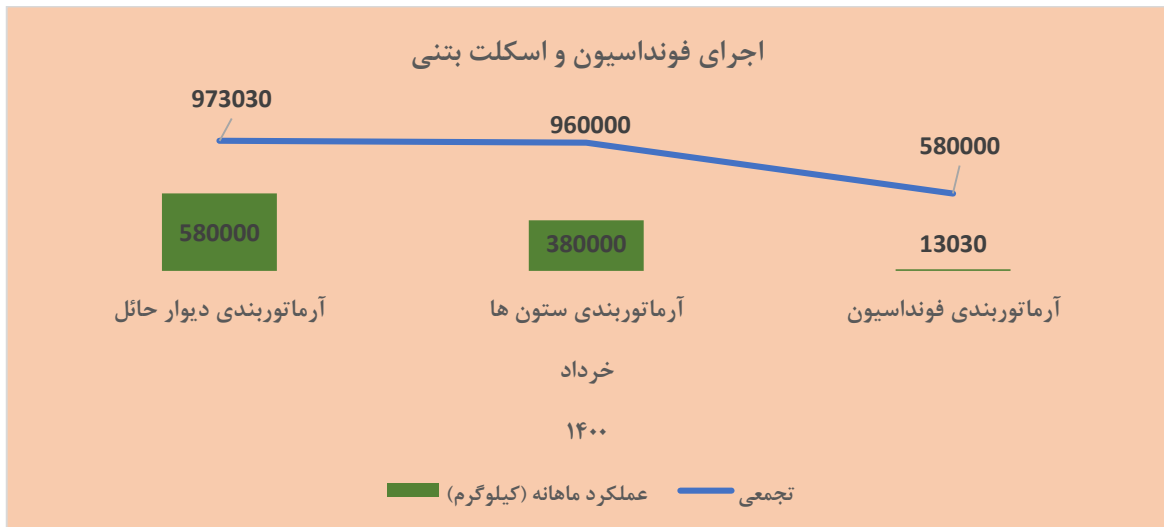 اجرای فونداسیون و اسکلت بتنی
973030
960000
580000
580000
380000
13030
آرماتوربندی دیوار حائل
آرماتوربندی ستون ها
آرماتوربندی فونداسیون
خرداد
۱۴۰۰
عملکرد ماهانه (کیلوگرم)
تجمعی